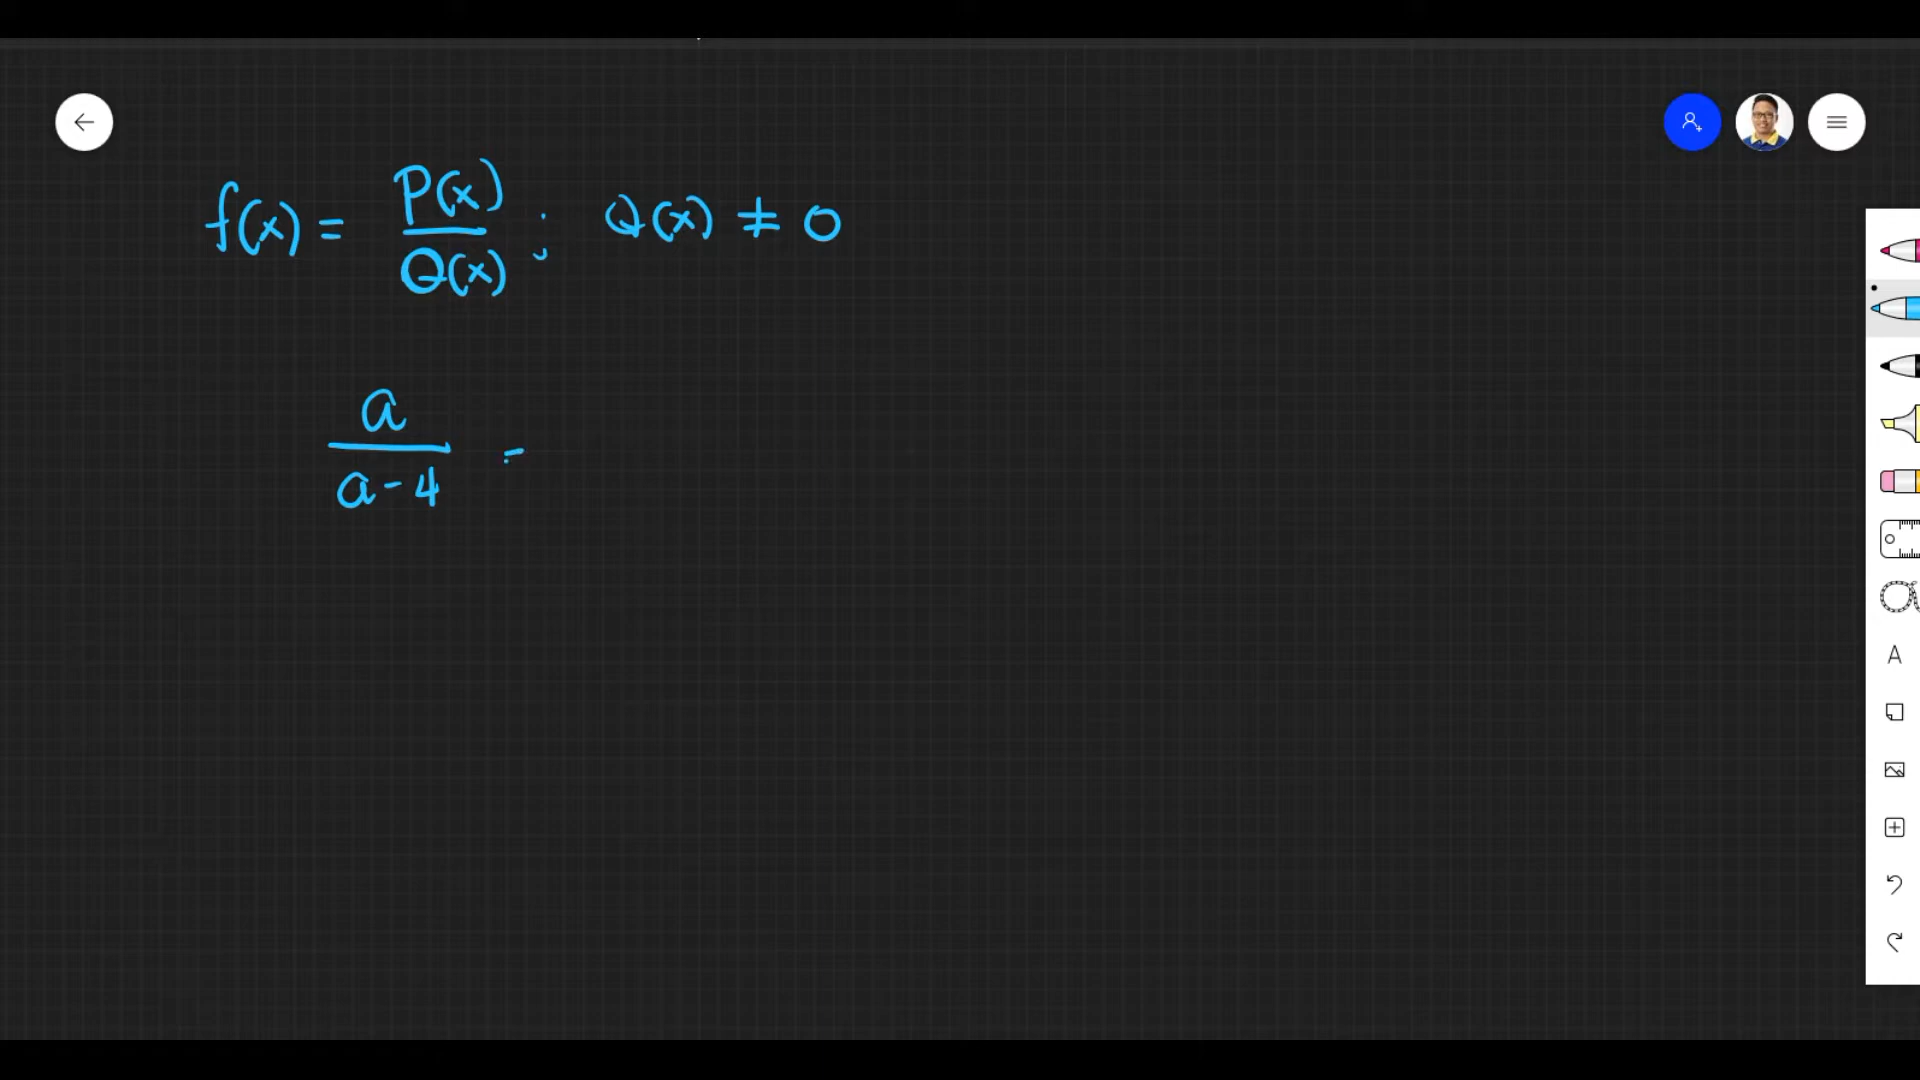 f(x) = P(x)/Q(x) ; Q(x) ≠ 0
a/(a-4) =
A